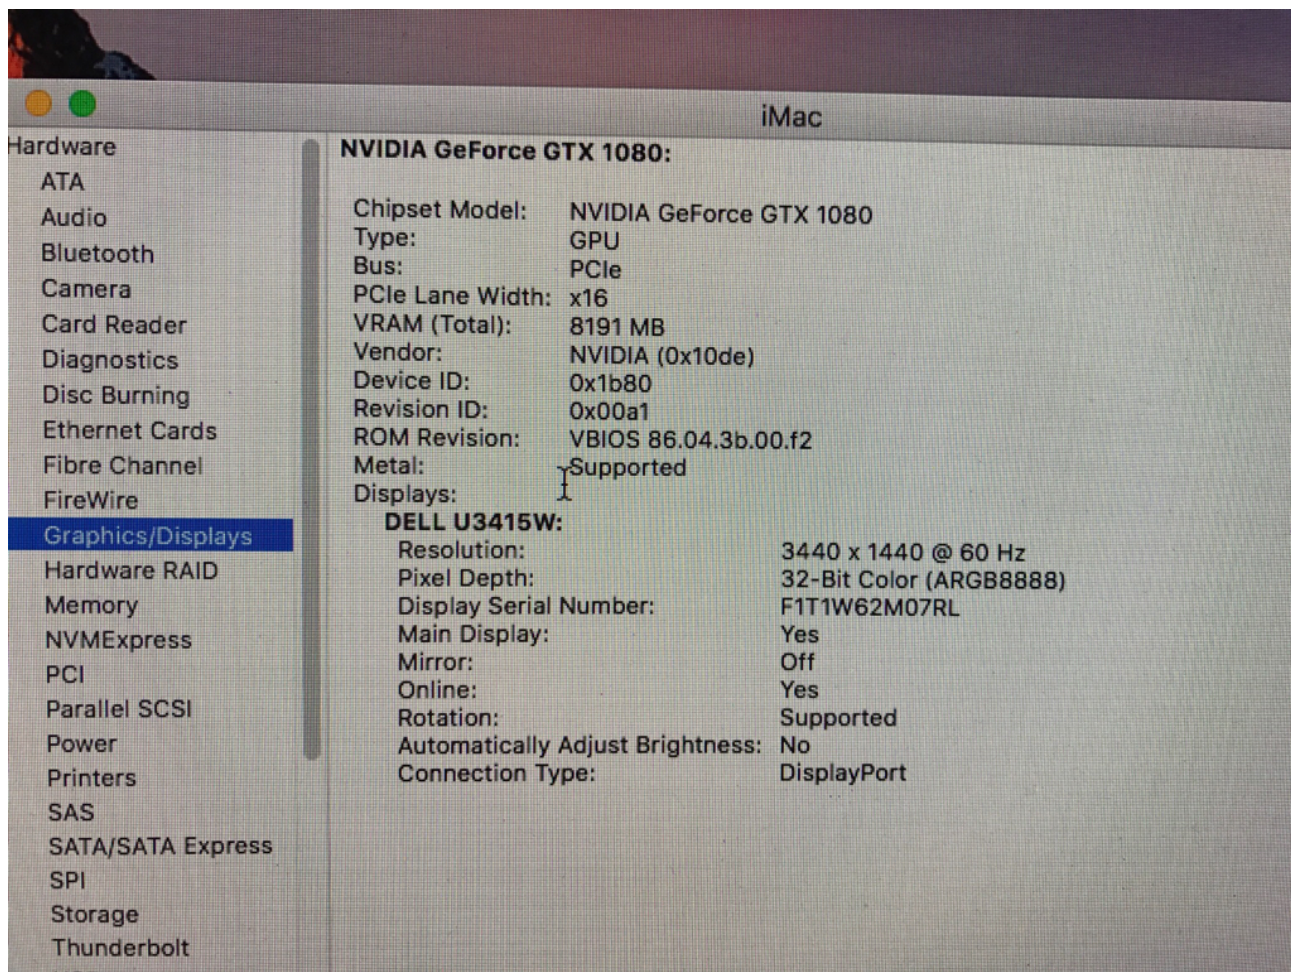 iMac
Hardware
ATA
Audio
Bluetooth
Camera
Card Reader
Diagnostics
Disc Burning
Ethernet Cards
Fibre Channel
FireWire
Graphics/Displays
Hardware RAID
Memory
NVMExpress
PCI
Parallel SCSI
Power
Printers
SAS
SATA/SATA Express
SPI
Storage
Thunderbolt
NVIDIA GeForce GTX 1080:
Chipset Model: NVIDIA GeForce GTX 1080
Type: GPU
Bus: PCIe
PCIe Lane Width: x16
VRAM (Total): 8191 MB
Vendor: NVIDIA (0x10de)
Device ID: 0x1b80
Revision ID: 0x00a1
ROM Revision: VBIOS 86.04.3b.00.f2
Metal: Supported
Displays:
DELL U3415W:
Resolution: 3440 x 1440 @ 60 Hz
Pixel Depth: 32-Bit Color (ARGB8888)
Display Serial Number: F1T1W62M07RL
Main Display: Yes
Mirror: Off
Online: Yes
Rotation: Supported
Automatically Adjust Brightness: No
Connection Type: DisplayPort